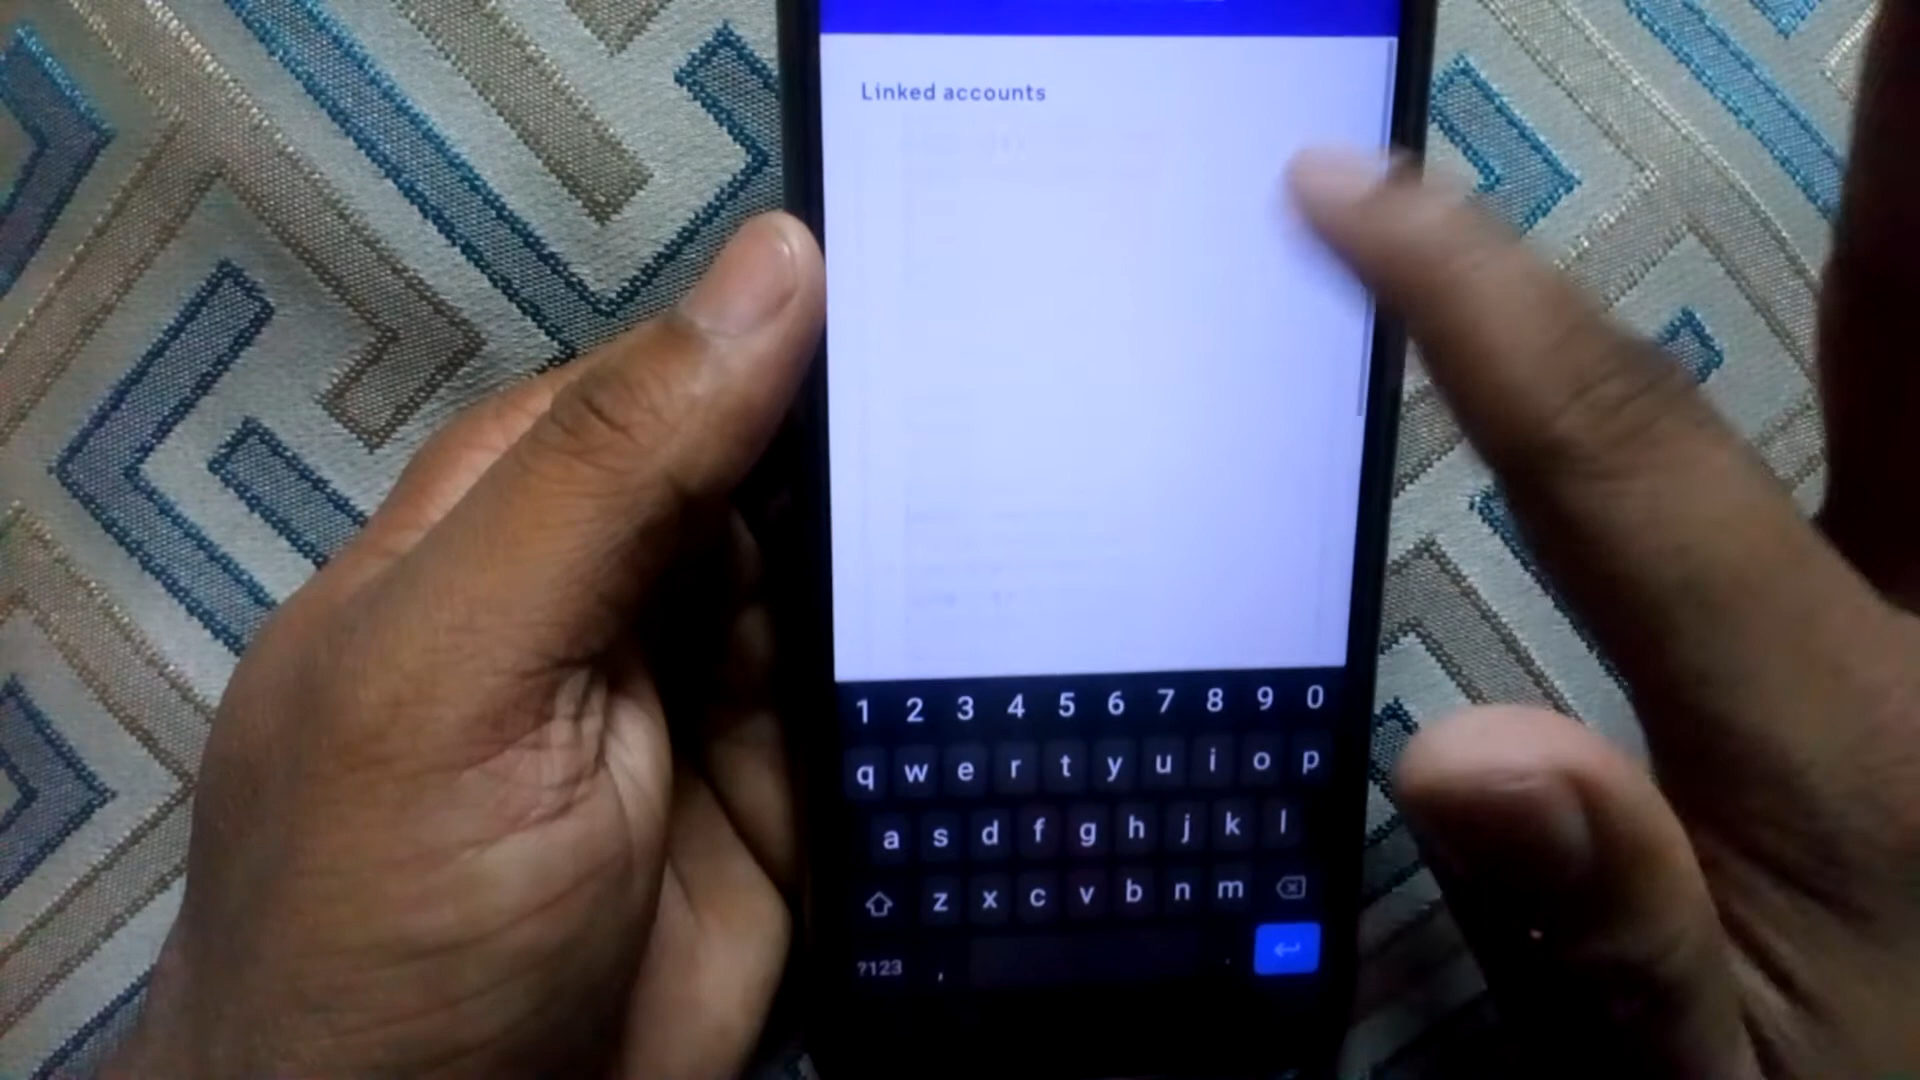 Linked accounts
1 2 3 4 5 6 7 8 9 0
q w e r t y u i o p
a s d f g h j k l
z x c v b n m
?123 , .